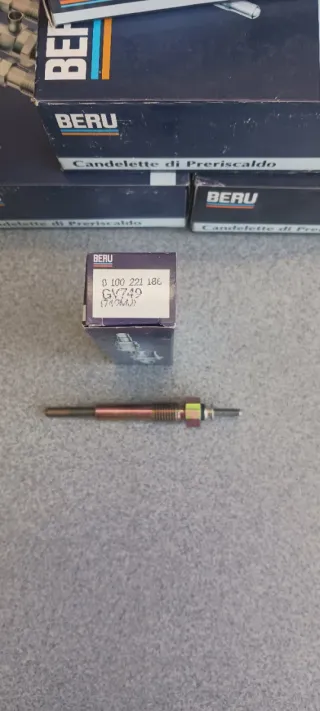 BERU
BERU
Candelette di Preriscaldo
BERU
Candelette di Preriscaldo
BERU
0 100 221 186
GV749